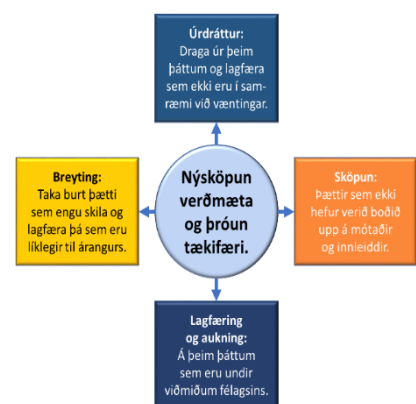 Úrdráttur:
Draga úr þeim
þáttum og lagfæra
sem ekki eru í sam-
ræmi við væntingar.
Breyting:
Taka burt þætti
sem engu skila og
lagfæra þá sem eru
líklegir til árangurs.
Nýsköpun
verðmæta
og þróun
tækifæri.
Sköpun:
Þættir sem ekki
hefur verið boðið
upp á mótaðir
og innleiddir.
Lagfæring
og aukning:
Á þeim þáttum
sem eru undir
viðmiðum félagsins.